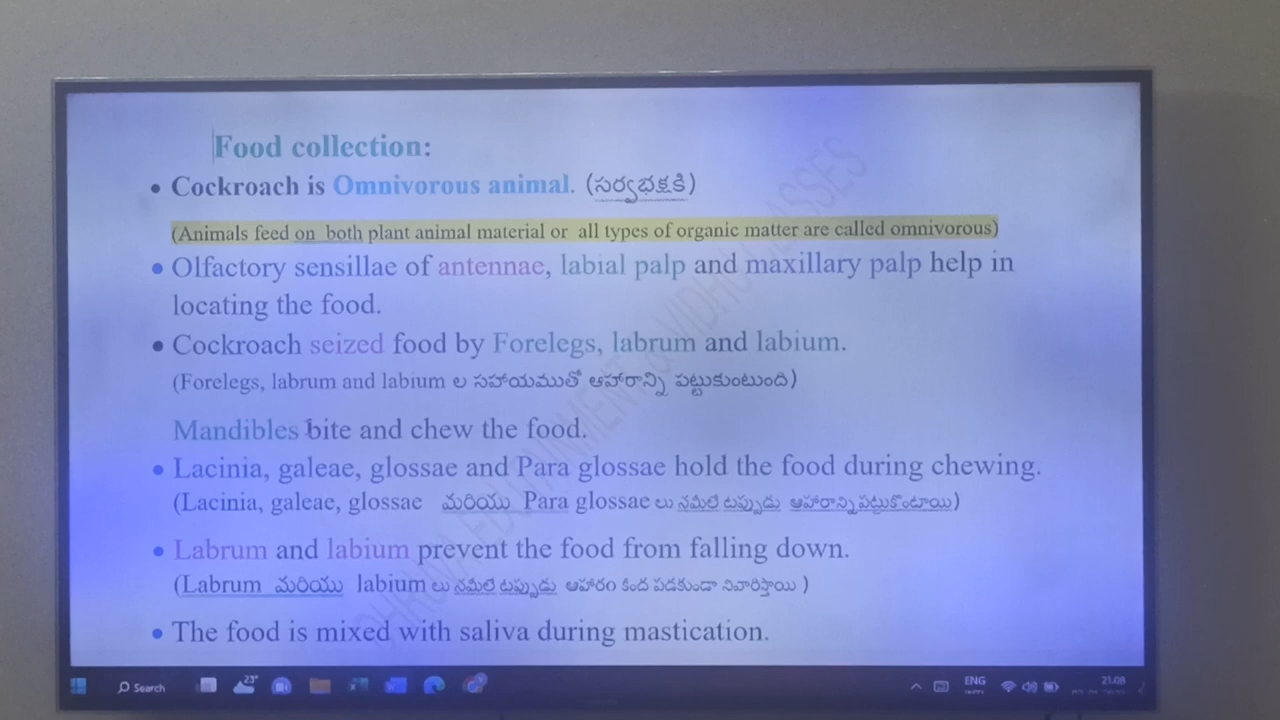 Food collection:
• Cockroach is Omnivorous animal. (సర్వభక్షకి)
(Animals feed on both plant animal material or all types of organic matter are called omnivorous)
• Olfactory sensillae of antennae, labial palp and maxillary palp help in
locating the food.
• Cockroach seized food by Forelegs, labrum and labium.
(Forelegs, labrum and labium ల సహాయముతో ఆహారాన్ని పట్టుకుంటుంది)
Mandibles bite and chew the food.
• Lacinia, galeae, glossae and Para glossae hold the food during chewing.
(Lacinia, galeae, glossae మరియు Para glossae లు నమిలే టప్పుడు ఆహారాన్ని పట్టుకొంటాయి)
• Labrum and labium prevent the food from falling down.
(Labrum మరియు labium లు నమిలే టప్పుడు ఆహారం కింద పడకుండా నివారిస్తాయి )
• The food is mixed with saliva during mastication.
Search 23° ENG 21:08